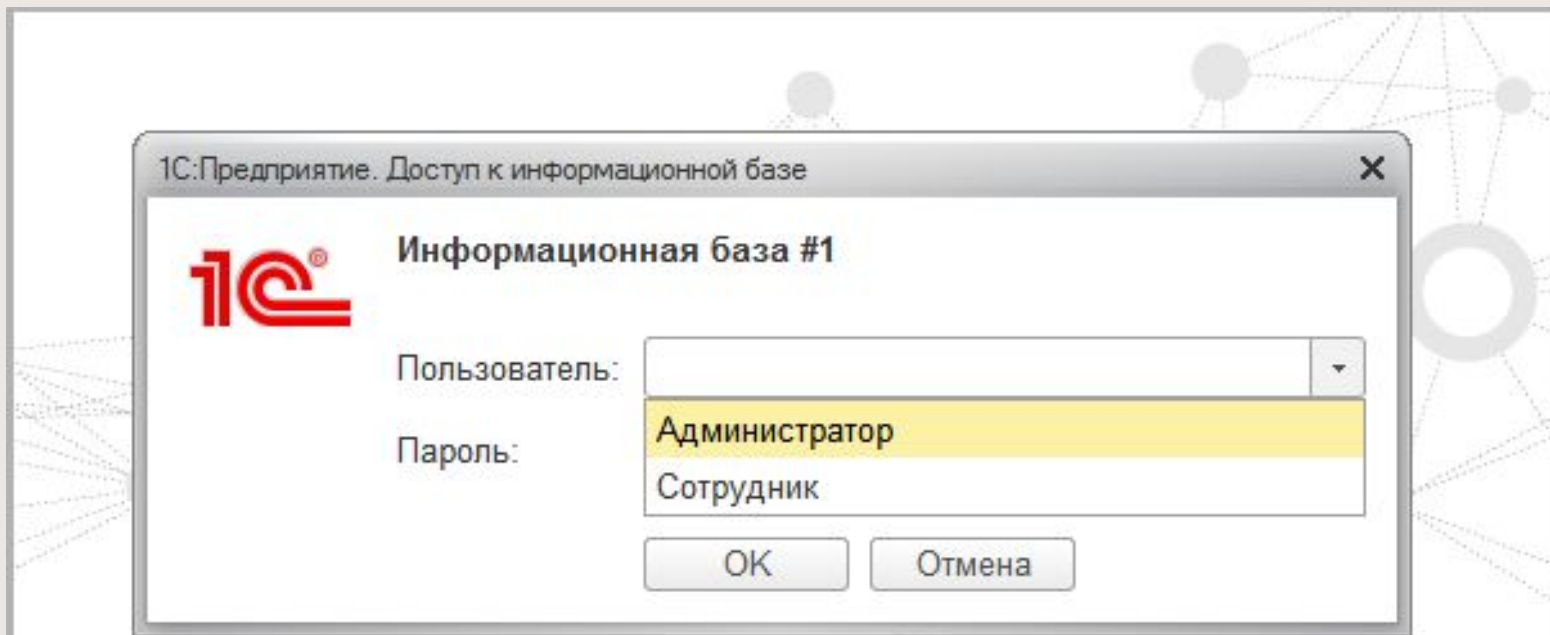 1С:Предприятие. Доступ к информационной базе
1С
Информационная база #1
Пользователь:
Администратор
Пароль:
Сотрудник
OK Отмена